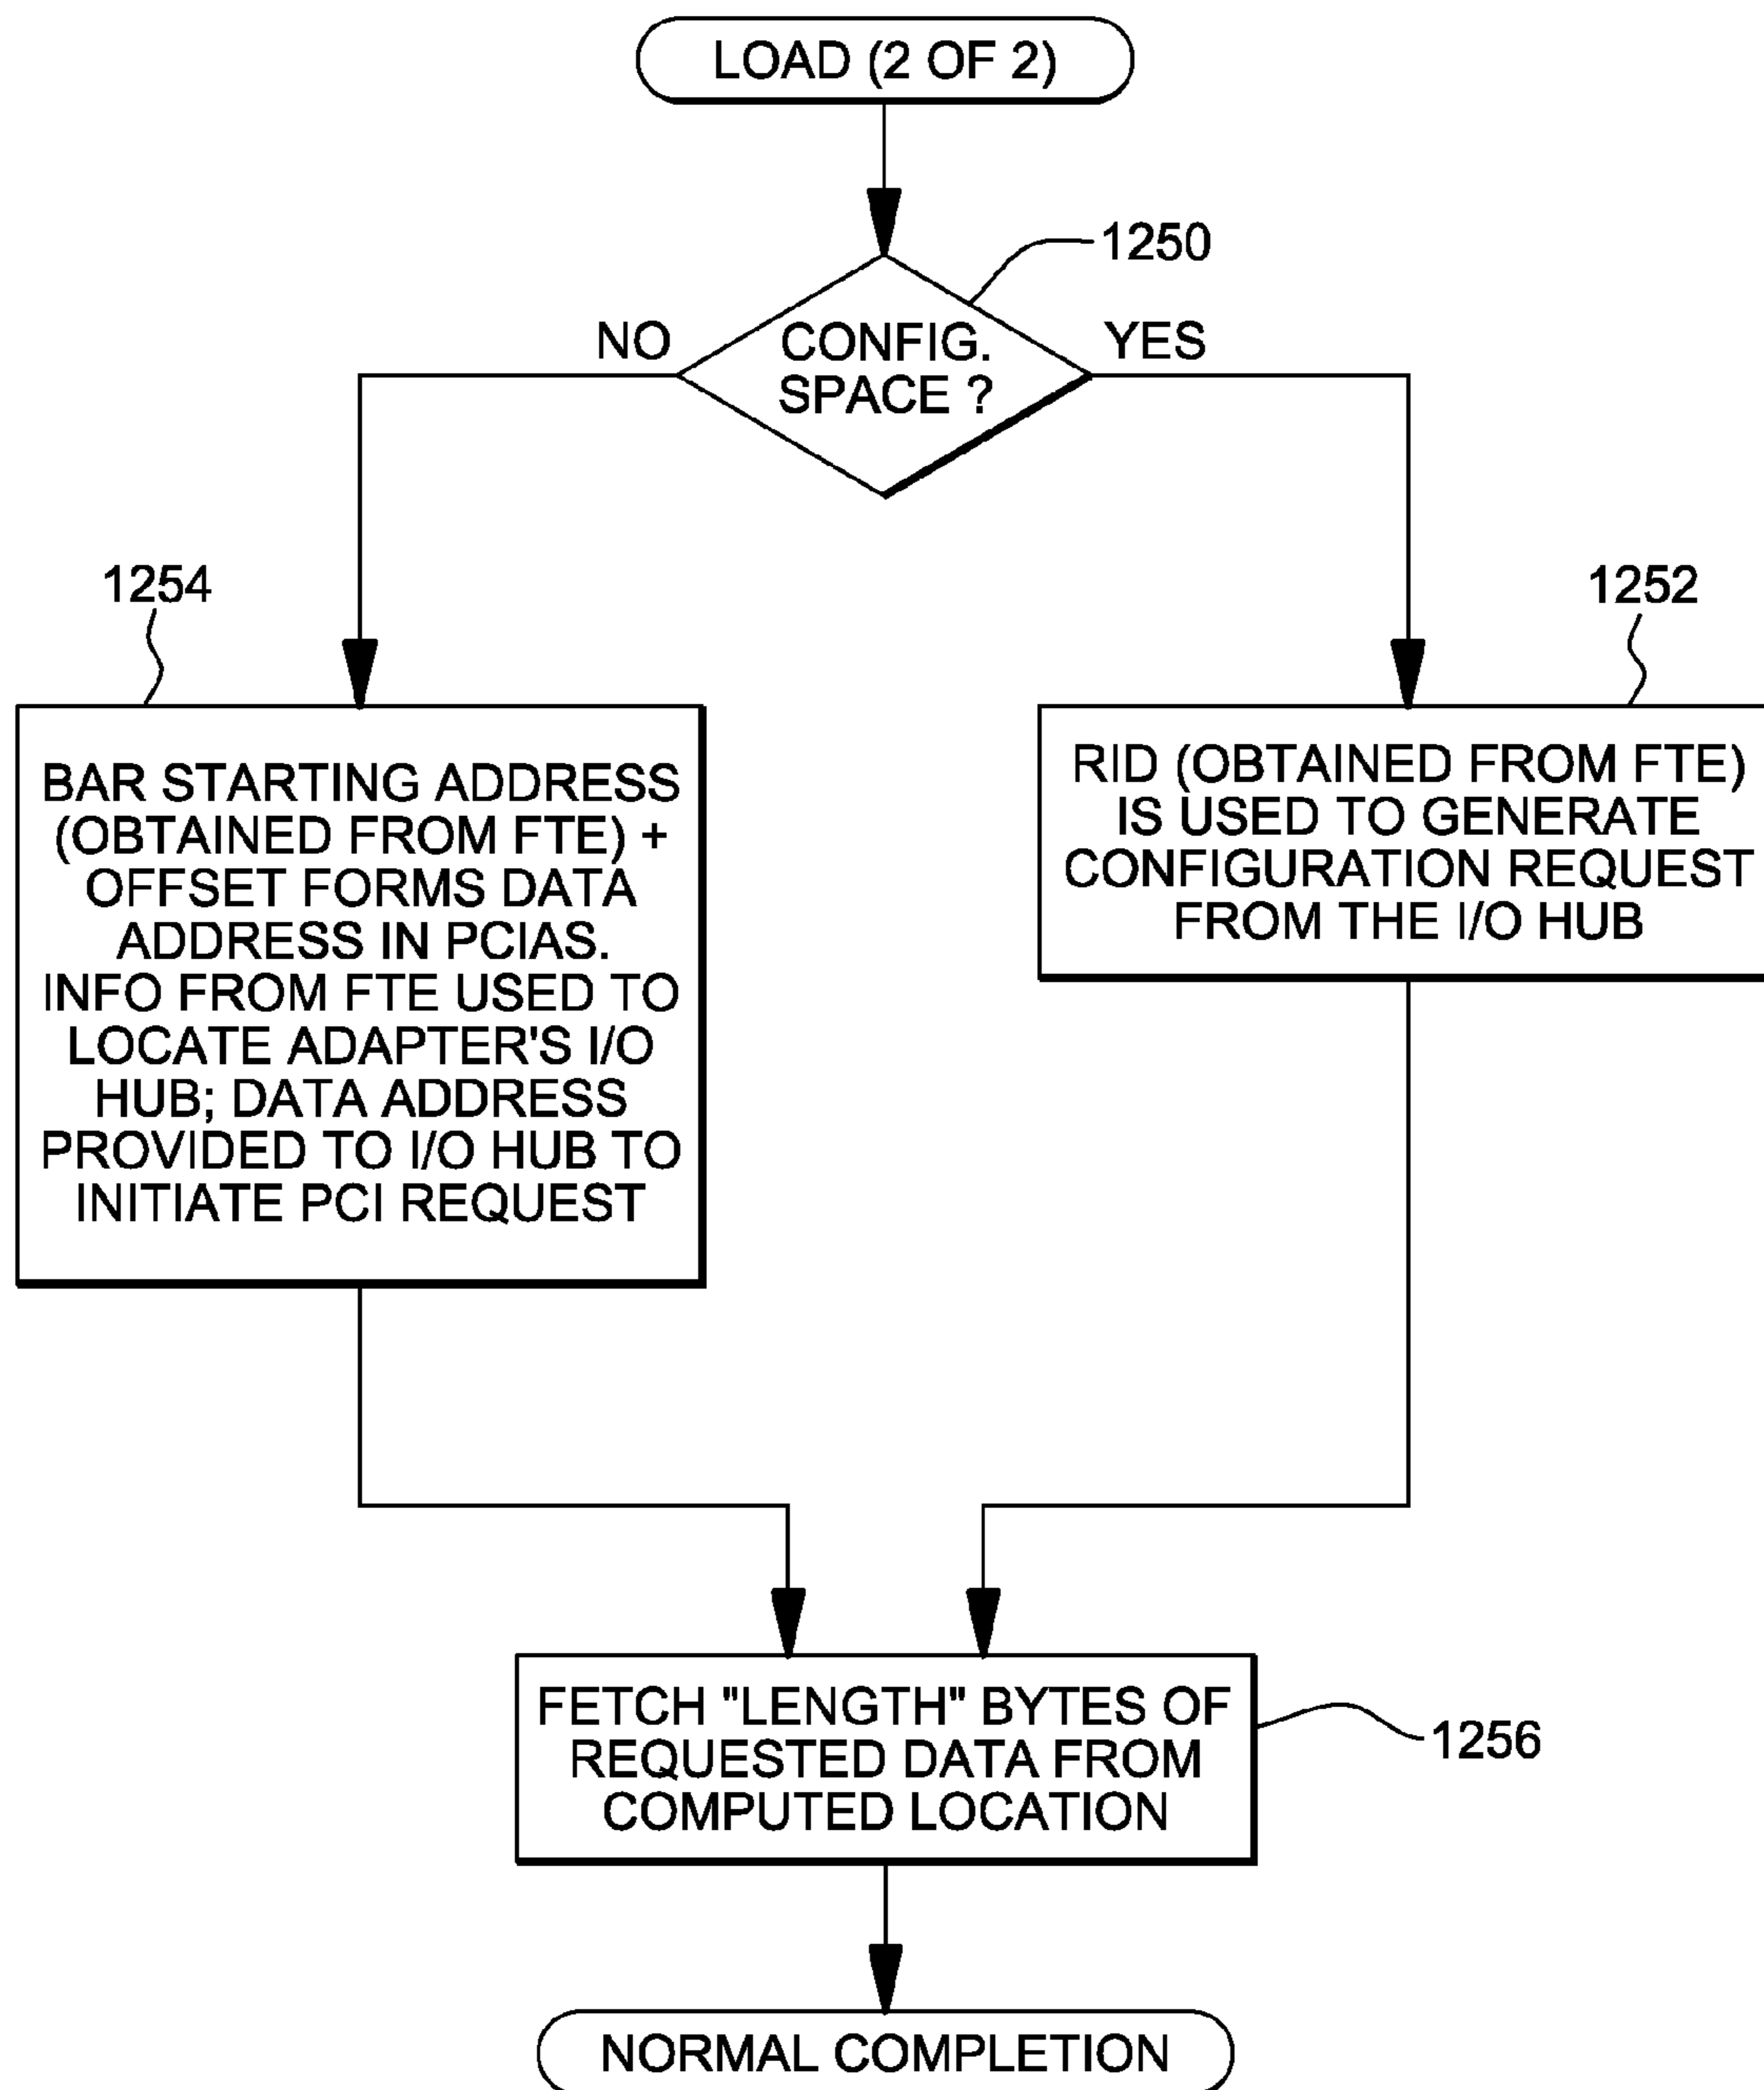 LOAD (2 OF 2)
1250
NO
CONFIG.
SPACE ?
YES
1254
1252
BAR STARTING ADDRESS
(OBTAINED FROM FTE) +
OFFSET FORMS DATA
ADDRESS IN PCIAS.
INFO FROM FTE USED TO
LOCATE ADAPTER'S I/O
HUB; DATA ADDRESS
PROVIDED TO I/O HUB TO
INITIATE PCI REQUEST
RID (OBTAINED FROM FTE)
IS USED TO GENERATE
CONFIGURATION REQUEST
FROM THE I/O HUB
FETCH "LENGTH" BYTES OF
REQUESTED DATA FROM
COMPUTED LOCATION
1256
NORMAL COMPLETION